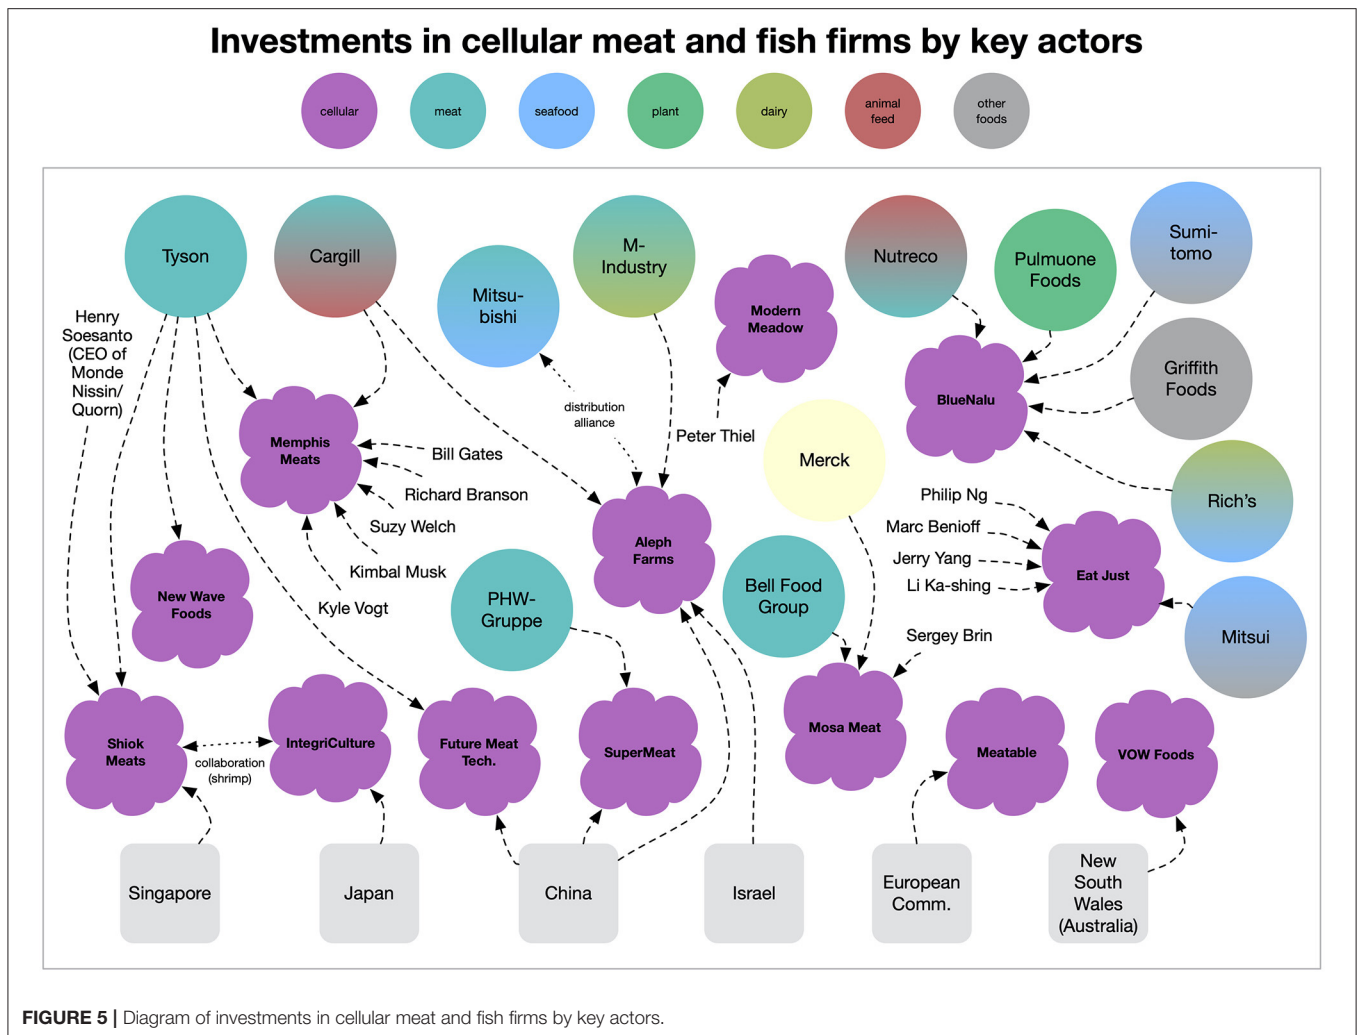 Investments in cellular meat and fish firms by key actors
cellular
meat
seafood
plant
dairy
animal
feed
other
foods
Tyson
Cargill
Mitsu-
bishi
M-
Industry
Modern
Meadow
Nutreco
Pulmuone
Foods
Sumi-
tomo
Henry
Soesanto
(CEO of
Monde
Nissin/
Quorn)
distribution
alliance
Peter Thiel
BlueNalu
Griffith
Foods
Memphis
Meats
Bill Gates
Richard Branson
Suzy Welch
Kimbal Musk
Kyle Vogt
Merck
Rich's
Philip Ng
Marc Benioff
Jerry Yang
Li Ka-shing
Eat Just
Aleph
Farms
New Wave
Foods
PHW-
Gruppe
Bell Food
Group
Sergey Brin
Mitsui
Shiok
Meats
collaboration
(shrimp)
IntegriCulture
Future Meat
Tech.
SuperMeat
Mosa Meat
Meatable
VOW Foods
Singapore
Japan
China
Israel
European
Comm.
New
South
Wales
(Australia)
FIGURE 5 | Diagram of investments in cellular meat and fish firms by key actors.